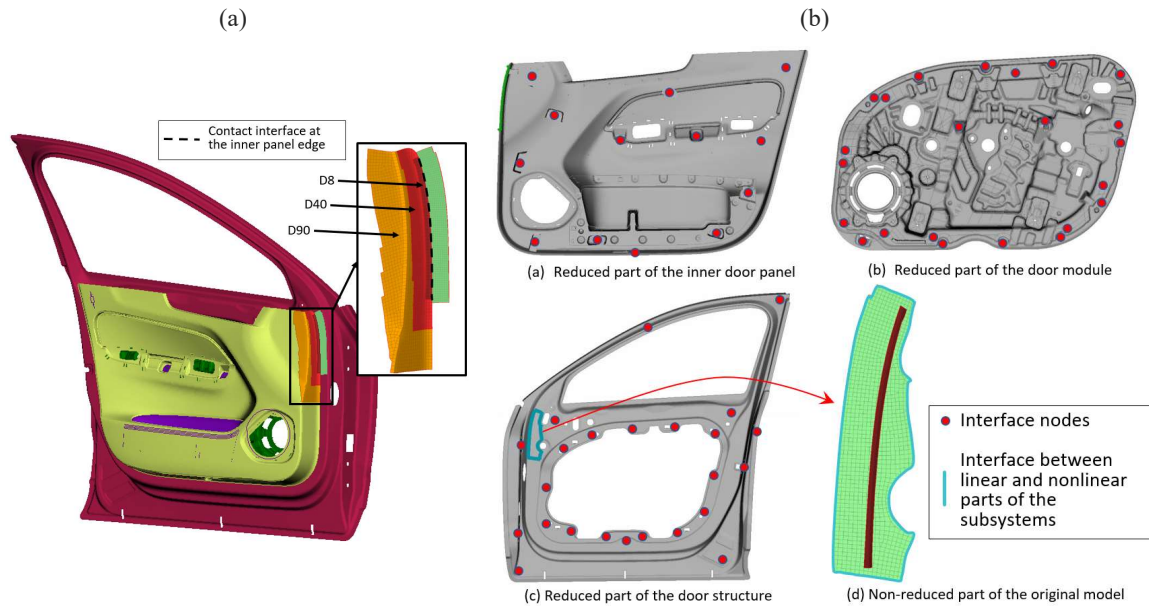 (a)
(b)
Contact interface at
the inner panel edge
D8
D40
D90
(a) Reduced part of the inner door panel
(b) Reduced part of the door module
Interface nodes
Interface between
linear and nonlinear
parts of the
subsystems
(c) Reduced part of the door structure
(d) Non-reduced part of the original model